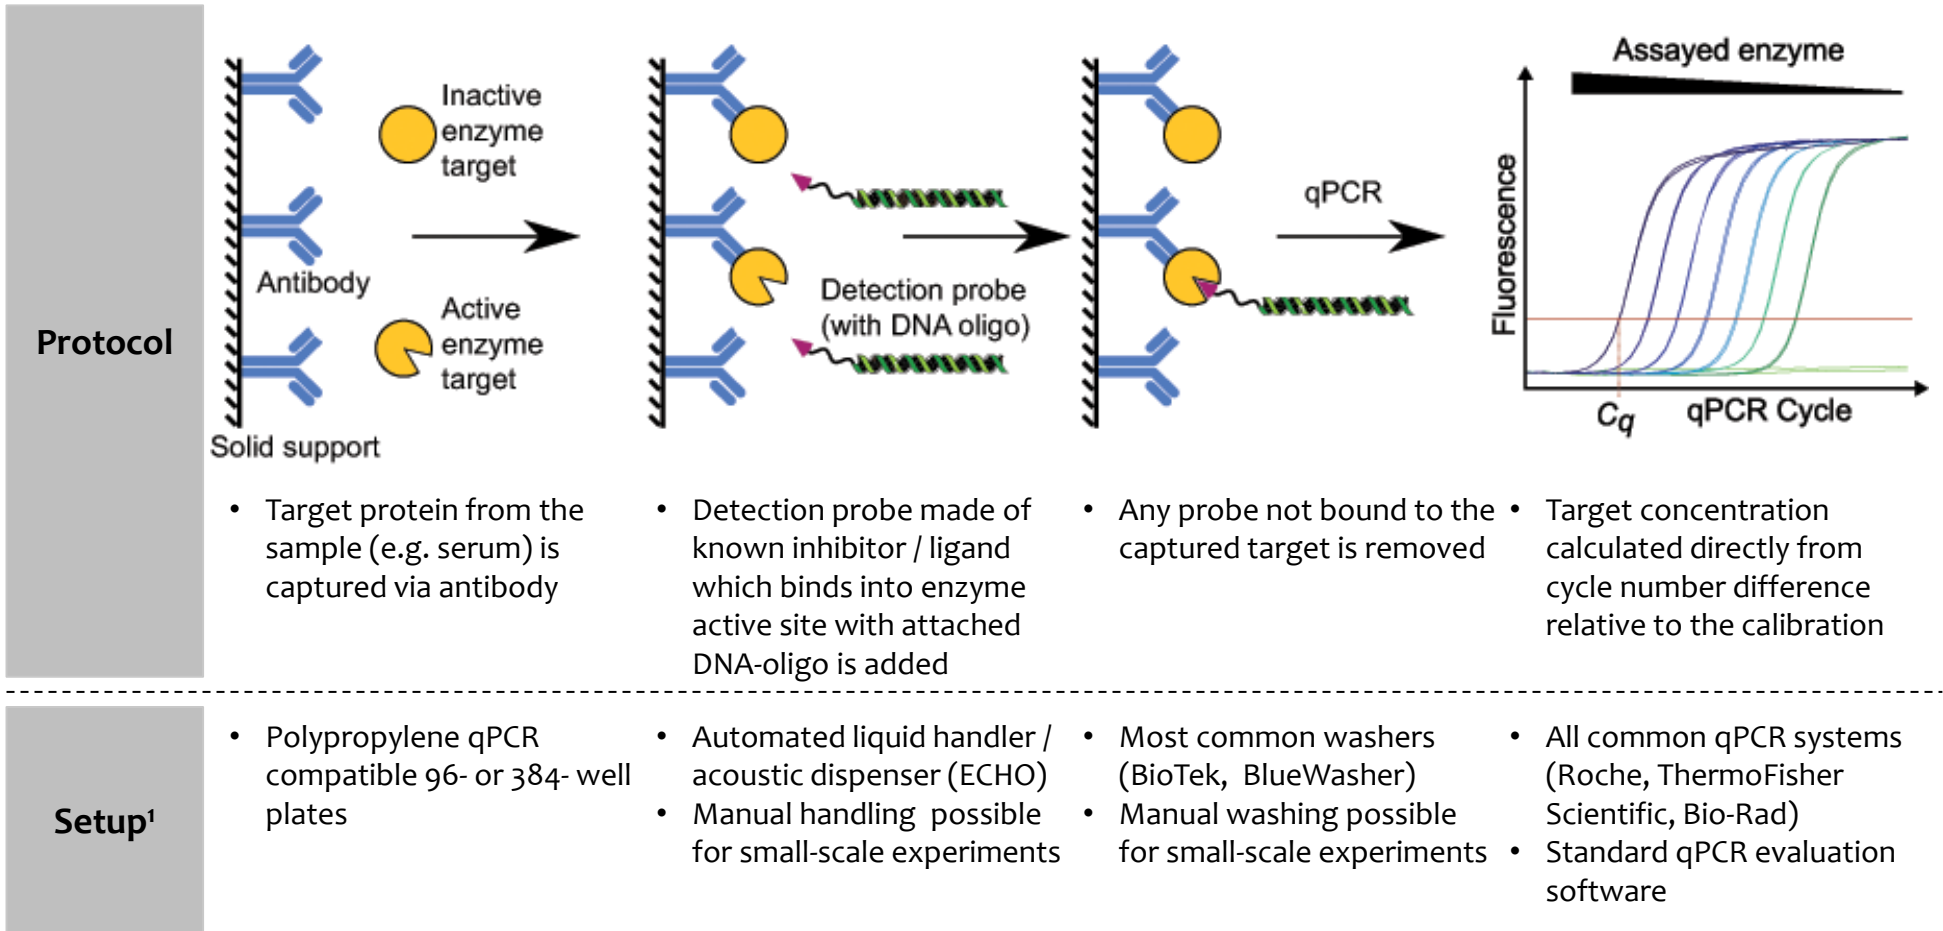 Protocol
Inactive
enzyme
target
Antibody
Active
enzyme
target
Solid support
Detection probe
(with DNA oligo)
qPCR
Assayed enzyme
Fluorescence
Cq
qPCR Cycle
• Target protein from the
sample (e.g. serum) is
captured via antibody
• Detection probe made of
known inhibitor / ligand
which binds into enzyme
active site with attached
DNA-oligo is added
• Any probe not bound to the
captured target is removed
• Target concentration
calculated directly from
cycle number difference
relative to the calibration
Setup¹
• Polypropylene qPCR
compatible 96- or 384- well
plates
• Automated liquid handler /
acoustic dispenser (ECHO)
• Manual handling possible
for small-scale experiments
• Most common washers
(BioTek, BlueWasher)
• Manual washing possible
for small-scale experiments
• All common qPCR systems
(Roche, ThermoFisher
Scientific, Bio-Rad)
• Standard qPCR evaluation
software